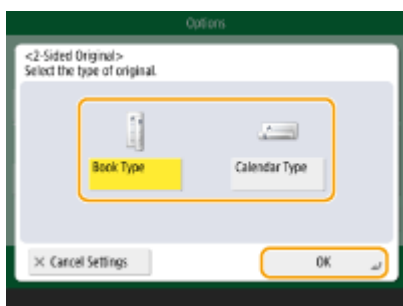 Options
<2-Sided Original>
Select the type of original.
Book Type
Calendar Type
× Cancel Settings
OK